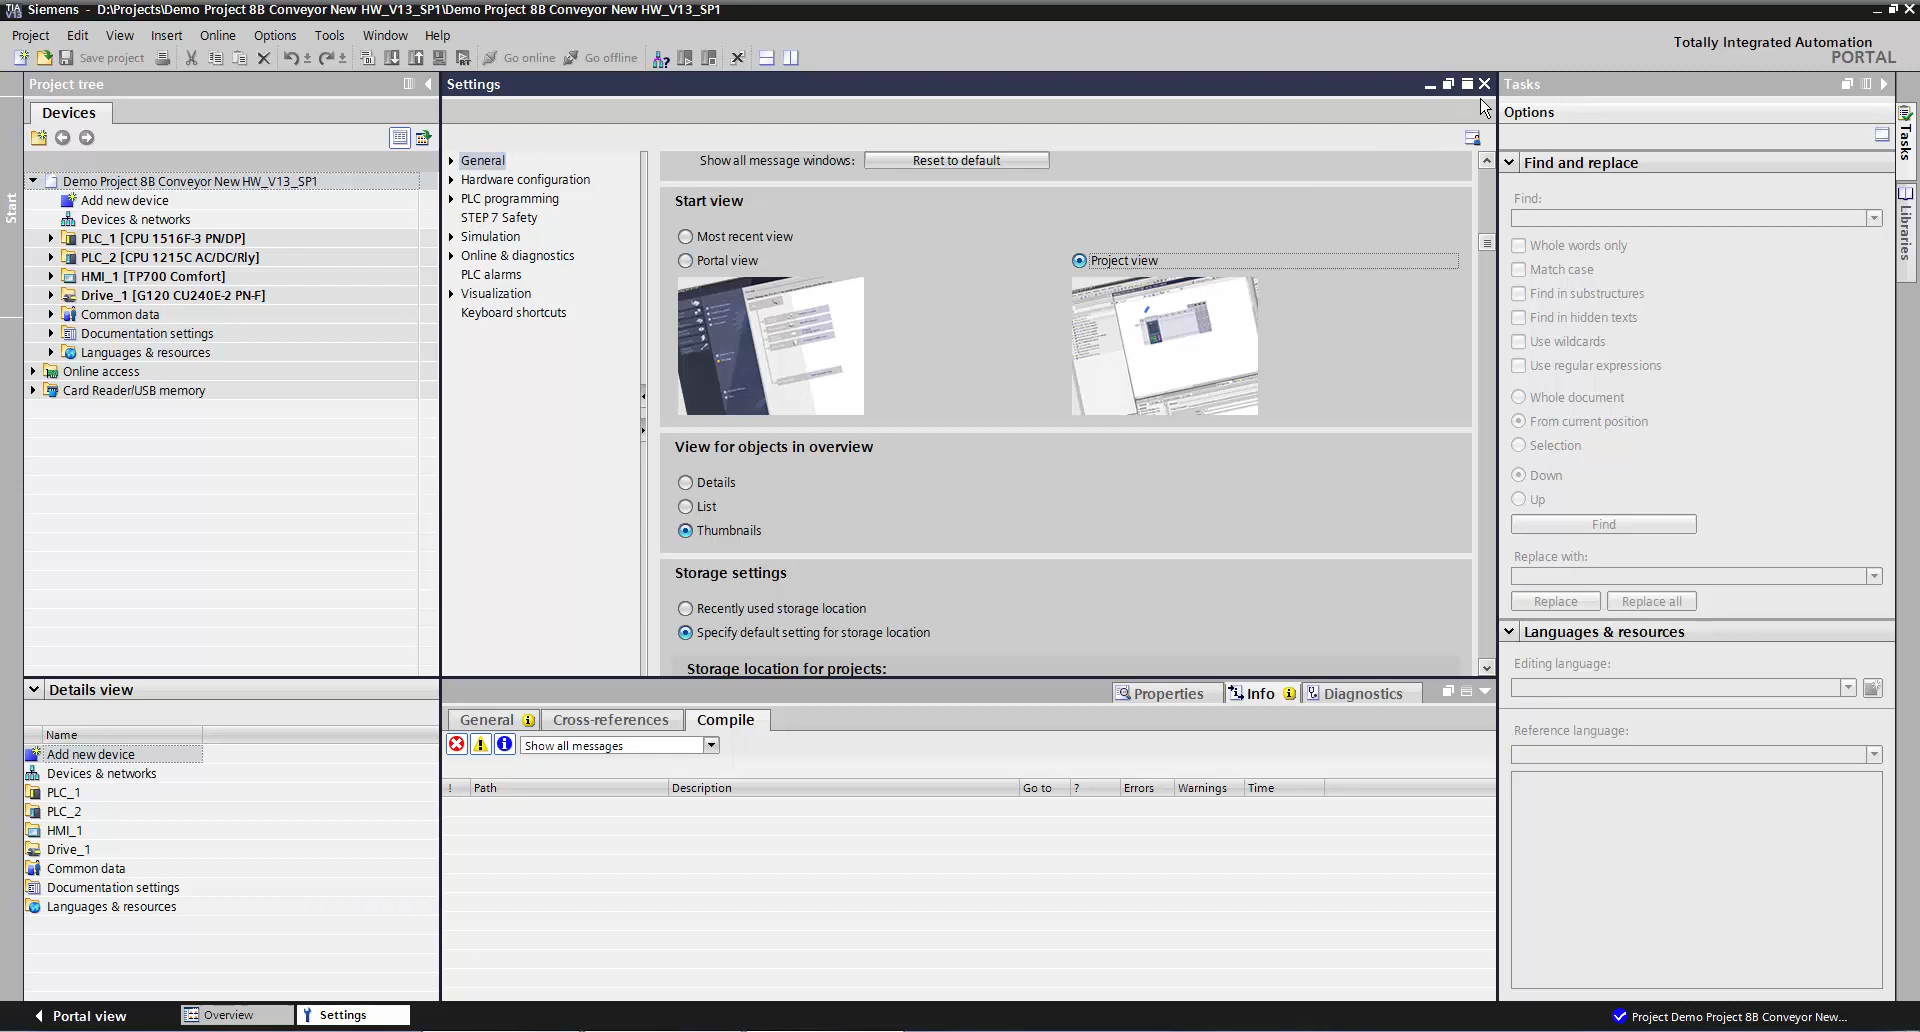 Siemens - D:\Projects\Demo Project 8B Conveyor New HW_V13_SP1\Demo Project 8B Conveyor New HW_V13_SP1
Project Edit View Insert Online Options Tools Window Help
Totally Integrated Automation
PORTAL
Save project Go online Go offline
Project tree
Devices
Start
Demo Project 8B Conveyor New HW_V13_SP1
Add new device
Devices & networks
PLC_1 [CPU 1516F-3 PN/DP]
PLC_2 [CPU 1215C AC/DC/Rly]
HMI_1 [TP700 Comfort]
Drive_1 [G120 CU240E-2 PN-F]
Common data
Documentation settings
Languages & resources
Online access
Card Reader/USB memory
Details view
Name
Add new device
Devices & networks
PLC_1
PLC_2
HMI_1
Drive_1
Common data
Documentation settings
Languages & resources
Settings
General
Hardware configuration
PLC programming
STEP 7 Safety
Simulation
Online & diagnostics
PLC alarms
Visualization
Keyboard shortcuts
Show all message windows: Reset to default
Start view
Most recent view
Portal view Project view
View for objects in overview
Details
List
Thumbnails
Storage settings
Recently used storage location
Specify default setting for storage location
Storage location for projects:
Properties Info Diagnostics
General Cross-references Compile
Show all messages
! Path Description Go to ? Errors Warnings Time
Tasks
Options
Find and replace
Find:
Whole words only
Match case
Find in substructures
Find in hidden texts
Use wildcards
Use regular expressions
Whole document
From current position
Selection
Down
Up
Find
Replace with:
Replace Replace all
Languages & resources
Editing language:
Reference language:
Tasks
Libraries
Portal view Overview Settings
Project Demo Project 8B Conveyor New...